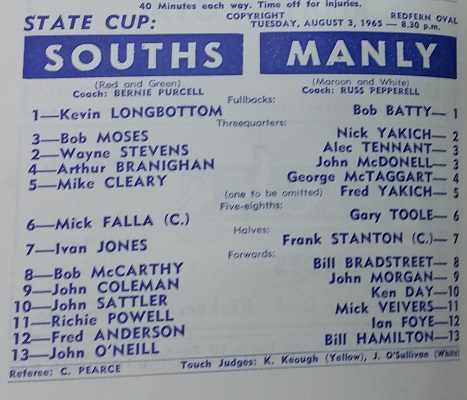 40 Minutes each way. Time off for injuries.
STATE CUP: COPYRIGHT REDFERN OVAL
TUESDAY, AUGUST 3, 1965 — 8.30 p.m.
SOUTHS MANLY
(Red and Green) (Maroon and White)
Coach: BERNIE PURCELL Coach: RUSS PEPPERELL
Fullbacks:
1—Kevin LONGBOTTOM Bob BATTY— 1
Threequarters:
3—Bob MOSES Nick YAKICH— 2
2—Wayne STEVENS Alec TENNANT— 3
4—Arthur BRANIGHAN John McDONELL— 3
5—Mike CLEARY George McTAGGART— 4
(one to be omitted) Fred YAKICH— 5
Five-eighths:
6—Mick FALLA (C.) Gary TOOLE— 6
Halves:
7—Ivan JONES Frank STANTON (C.)— 7
Forwards:
8—Bob McCARTHY Bill BRADSTREET— 8
9—John COLEMAN John MORGAN— 9
10—John SATTLER Ken DAY—10
11—Richie POWELL Mick VEIVERS—11
12—Fred ANDERSON Ian FOYE—12
13—John O'NEILL Bill HAMILTON—13
Referee: C. PEARCE Touch Judges: K. Keough (Yellow), J. O'Sullivan (White)